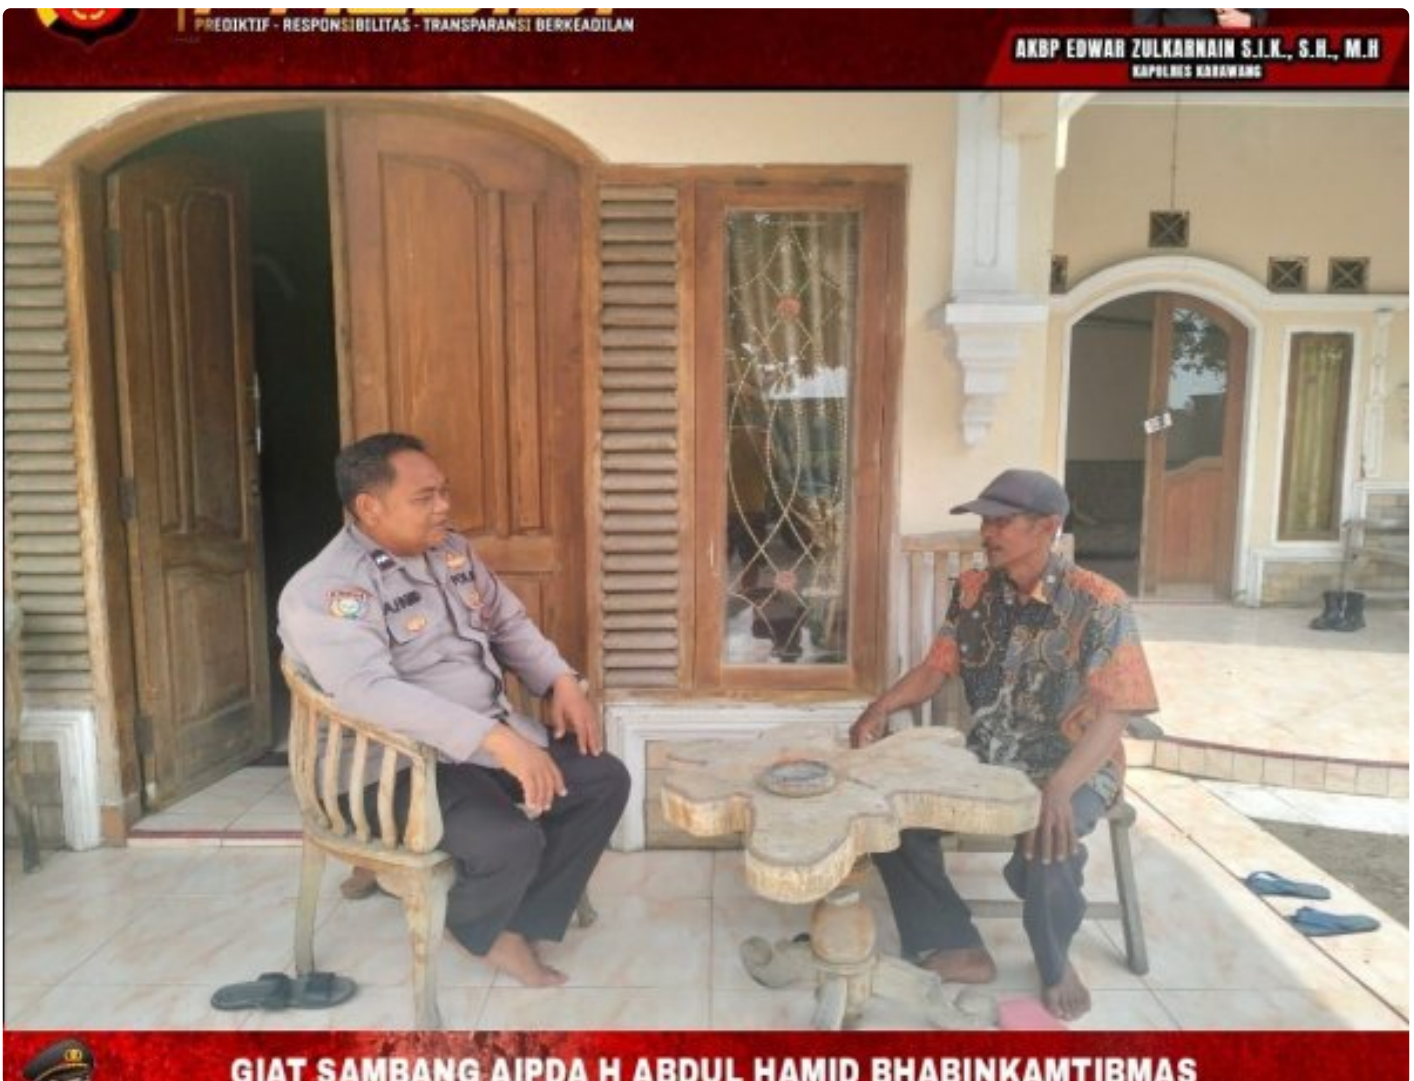 PREDIKTIF - RESPONSIBILITAS - TRANSPARANSI BERKEADILAN
AKBP EDWAR ZULKARNAIN S.I.K., S.H., M.H
KAPOLRES KARAWANG
GIAT SAMBANG AIPDA H ABDUL HAMID BHABINKAMTIBMAS